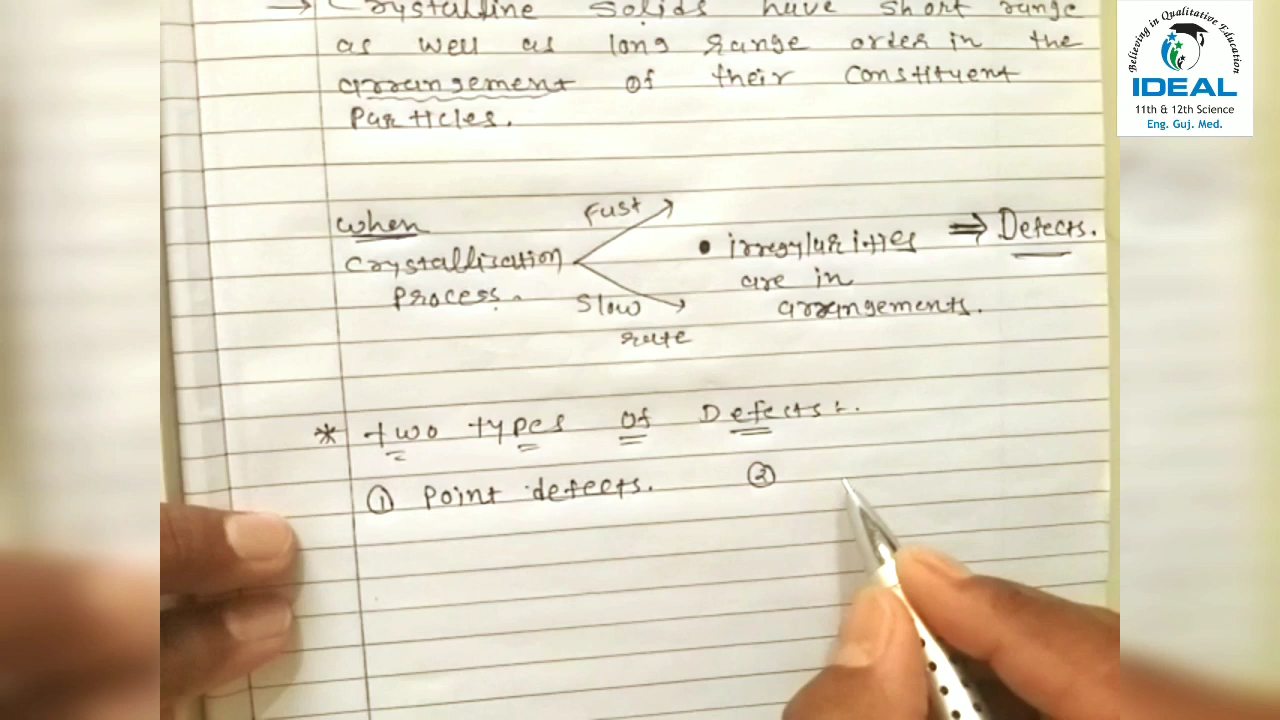 → Crystalline solids have short range
as well as long range order in the
arrangement of their constituent
particles.
when
crystallization
process.
Fast
Slow
rate
• irregularities
are in
arrangements.
⇒ Defects.
* two types of Defects :-
① Point defects. ②
Believing in Qualitative Education
IDEAL
11th & 12th Science
Eng. Guj. Med.